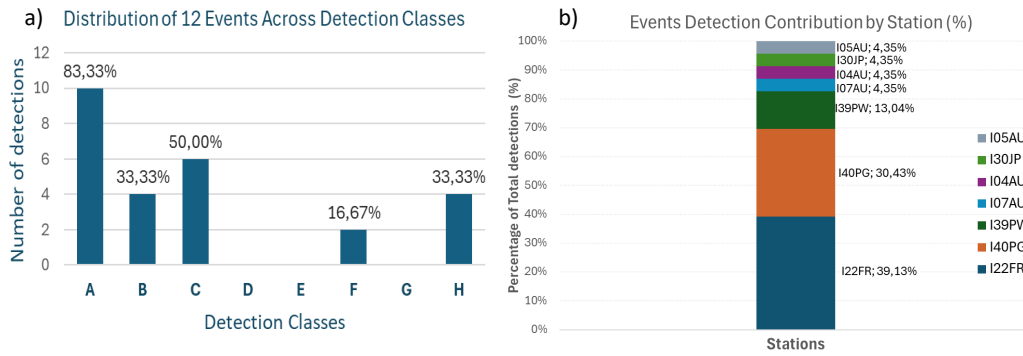 a)
Distribution of 12 Events Across Detection Classes
Number of detections
12
10
8
6
4
2
0
83,33%
33,33%
50,00%
16,67%
33,33%
A B C D E F G H
Detection Classes
b)
Events Detection Contribution by Station (%)
Percentage of Total detections (%)
100%
90%
80%
70%
60%
50%
40%
30%
20%
10%
0%
I05AU; 4,35%
I30JP; 4,35%
I04AU; 4,35%
I07AU; 4,35%
I39PW; 13,04%
I40PG; 30,43%
I22FR; 39,13%
Stations
I05AU
I30JP
I04AU
I07AU
I39PW
I40PG
I22FR